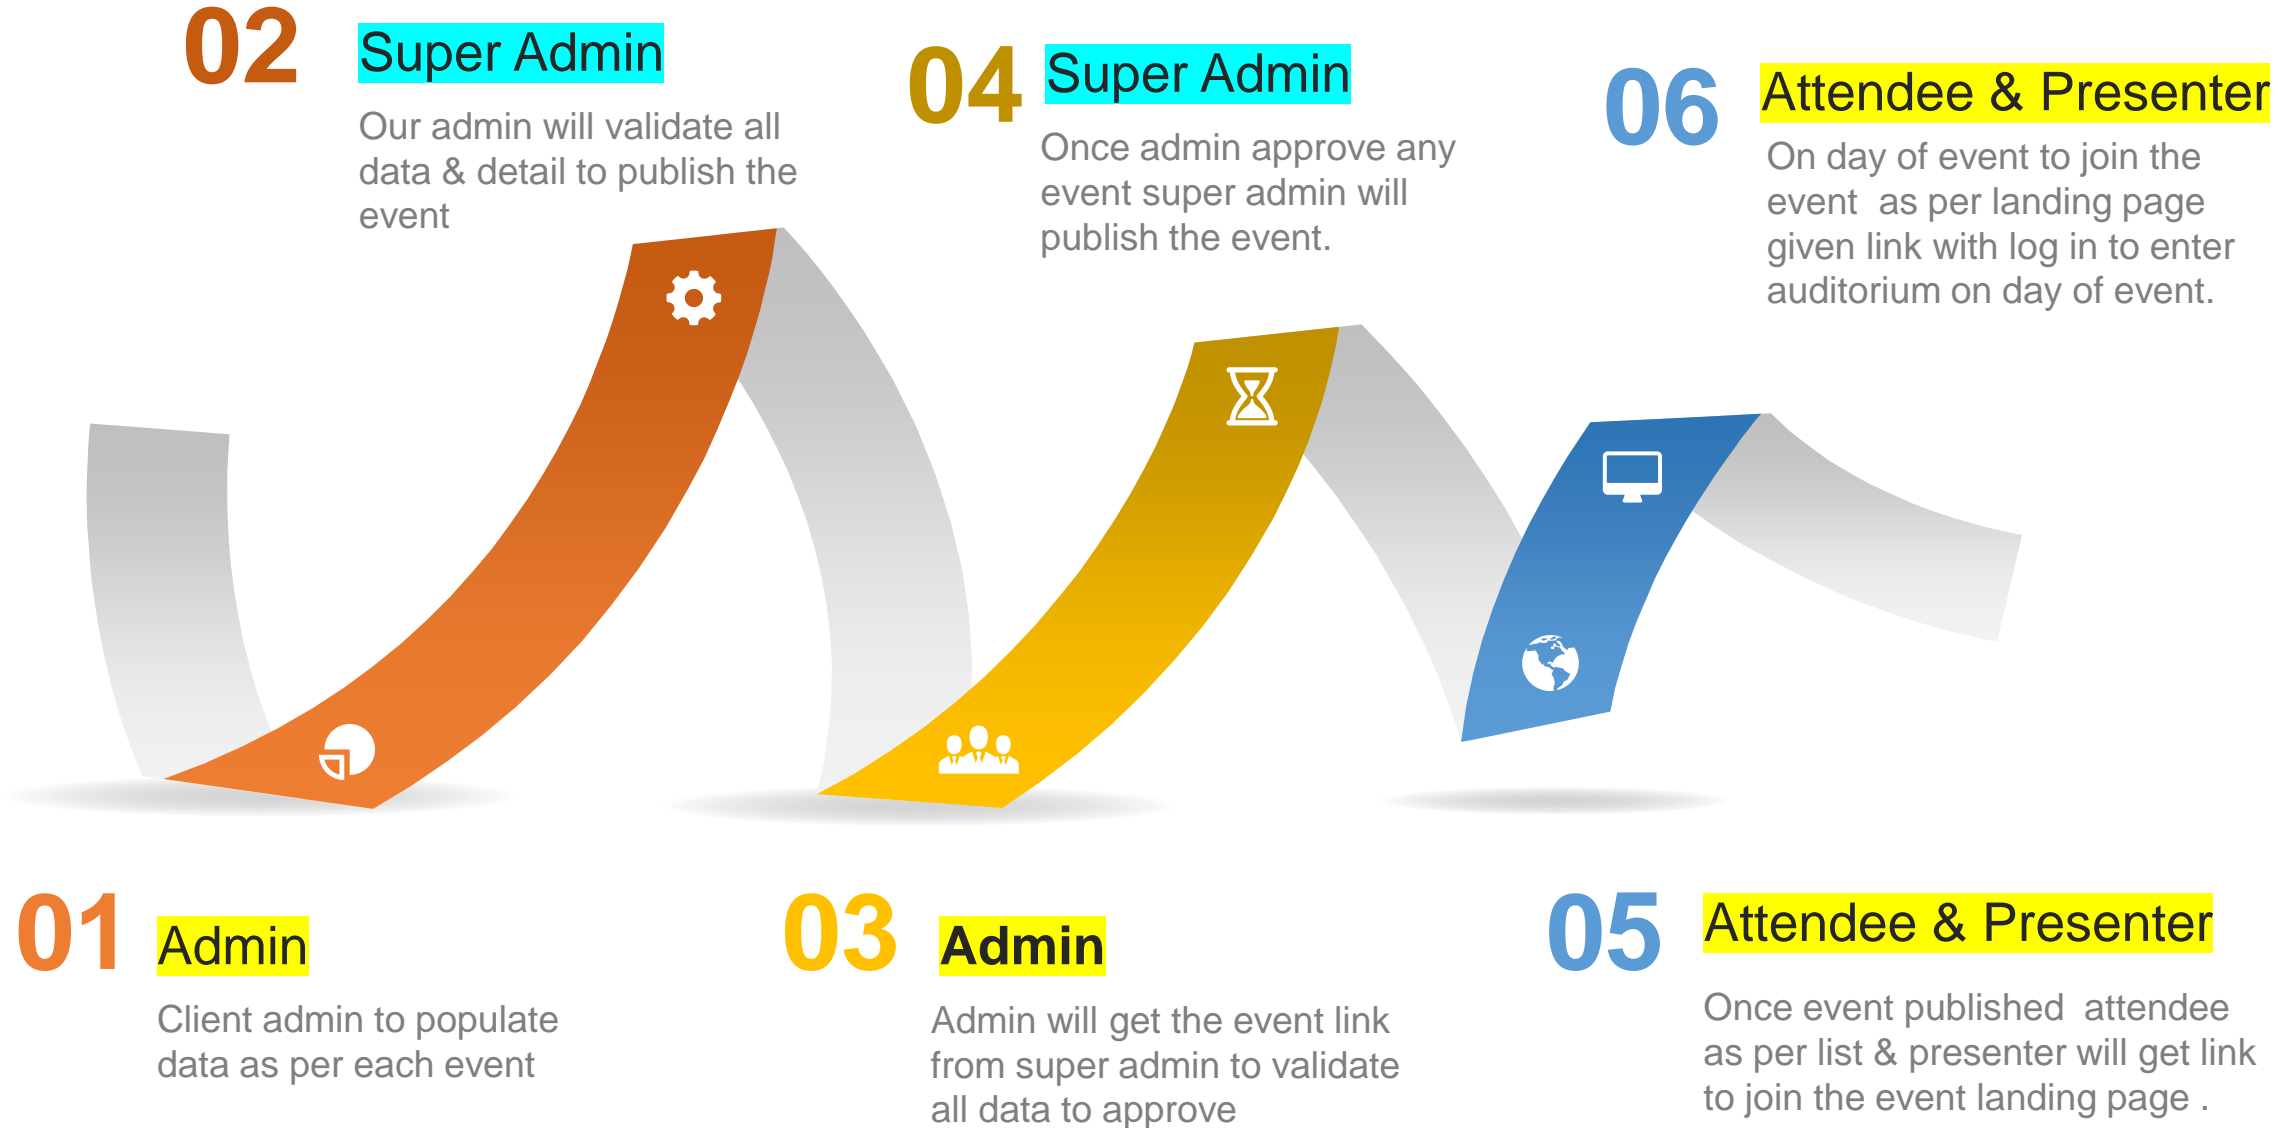 02
Super Admin
Our admin will validate all
data & detail to publish the
event
04
Super Admin
Once admin approve any
event super admin will
publish the event.
06
Attendee & Presenter
On day of event to join the
event  as per landing page
given link with log in to enter
auditorium on day of event.
01
Admin
Client admin to populate
data as per each event
03
Admin
Admin will get the event link
from super admin to validate
all data to approve
05
Attendee & Presenter
Once event published  attendee
as per list & presenter will get link
to join the event landing page .